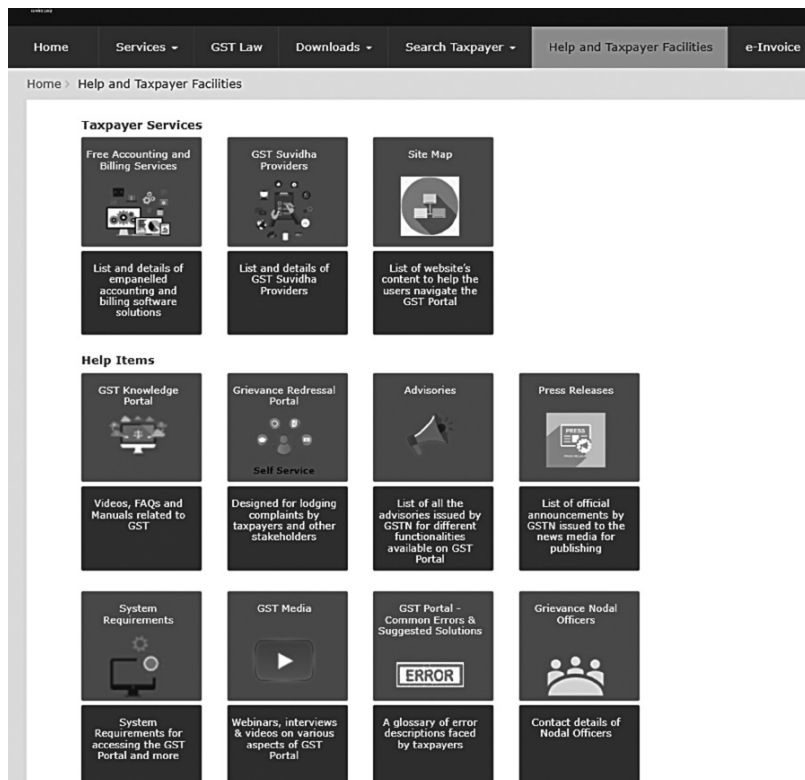 Home Services GST Law Downloads Search Taxpayer Help and Taxpayer Facilities e-Invoice
Home > Help and Taxpayer Facilities
Taxpayer Services
Free Accounting and
Billing Services
List and details of
empanelled
accounting and
billing software
solutions
GST Suvidha
Providers
List and details of
GST Suvidha
Providers
Site Map
List of website's
content to help the
users navigate the
GST Portal
Help Items
GST Knowledge
Portal
Videos, FAQs and
Manuals related to
GST
Grievance Redressal
Portal
Self Service
Designed for lodging
complaints by
taxpayers and other
stakeholders
Advisories
List of all the
advisories issued by
GSTN for different
functionalities
available on GST
Portal
Press Releases
PRESS
List of official
announcements by
GSTN issued to the
news media for
publishing
System
Requirements
System
Requirements for
accessing the GST
Portal and more
GST Media
Webinars, interviews
& videos on various
aspects of GST
Portal
GST Portal -
Common Errors &
Suggested Solutions
ERROR
A glossary of error
descriptions faced
by taxpayers
Grievance Nodal
Officers
Contact details of
Nodal Officers